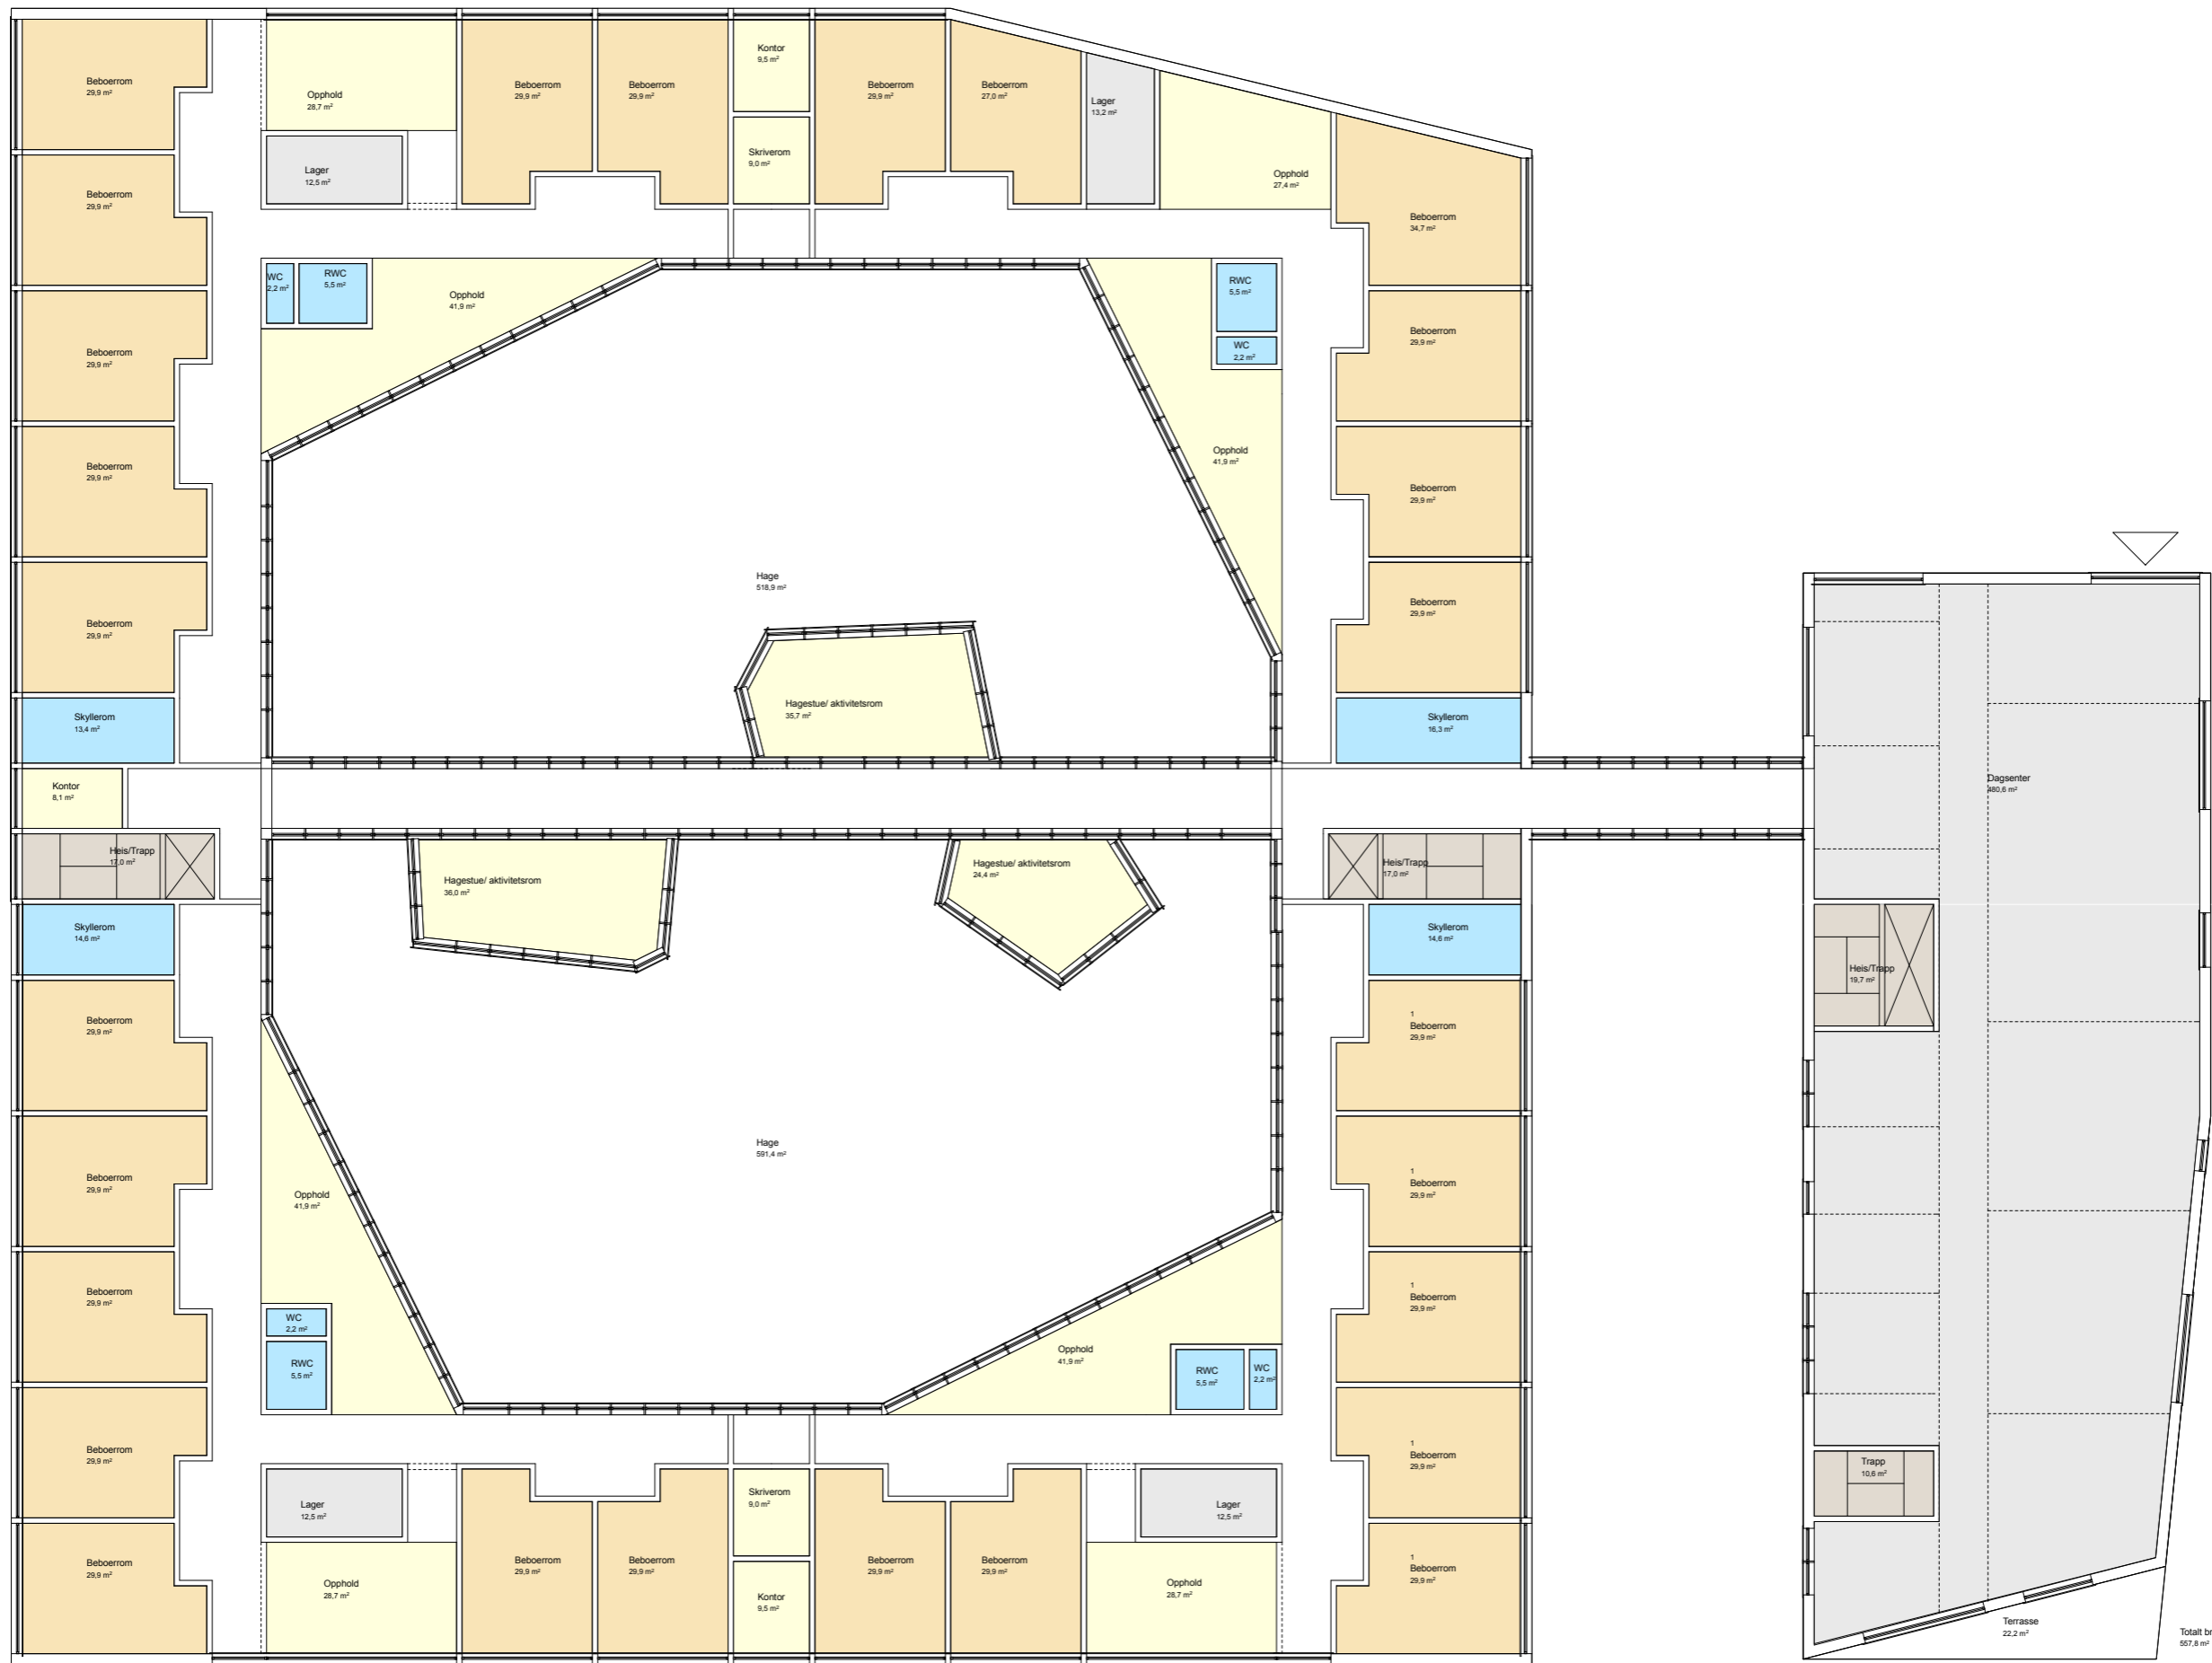 Beboerrom
29,9 m²
Opphold
28,7 m²
Beboerrom
29,9 m²
Beboerrom
29,9 m²
Kontor
9,5 m²
Beboerrom
29,9 m²
Beboerrom
27,0 m²
Lager
13,2 m²
Lager
12,5 m²
Skriverom
9,0 m²
Opphold
27,4 m²
Beboerrom
29,9 m²
Beboerrom
34,7 m²
WC
2,2 m²
RWC
5,5 m²
Opphold
41,9 m²
RWC
5,5 m²
WC
2,2 m²
Beboerrom
29,9 m²
Beboerrom
29,9 m²
Beboerrom
29,9 m²
Opphold
41,9 m²
Beboerrom
29,9 m²
Hage
518,9 m²
Beboerrom
29,9 m²
Beboerrom
29,9 m²
Hagestue/ aktivitetsrom
35,7 m²
Skyllerom
13,4 m²
Skyllerom
16,3 m²
Kontor
8,1 m²
Dagsenter
480,6 m²
Heis/Trapp
17,0 m²
Hagestue/ aktivitetsrom
36,0 m²
Hagestue/ aktivitetsrom
24,4 m²
Heis/Trapp
17,0 m²
Skyllerom
14,6 m²
Skyllerom
14,6 m²
Heis/Trapp
19,7 m²
Beboerrom
29,9 m²
1
Beboerrom
29,9 m²
Hage
591,4 m²
Beboerrom
29,9 m²
1
Beboerrom
29,9 m²
Opphold
41,9 m²
Beboerrom
29,9 m²
1
Beboerrom
29,9 m²
WC
2,2 m²
RWC
5,5 m²
Opphold
41,9 m²
RWC
5,5 m²
WC
2,2 m²
Beboerrom
29,9 m²
1
Beboerrom
29,9 m²
Trapp
10,6 m²
Lager
12,5 m²
Skriverom
9,0 m²
Lager
12,5 m²
Beboerrom
29,9 m²
Beboerrom
29,9 m²
Beboerrom
29,9 m²
Beboerrom
29,9 m²
Beboerrom
29,9 m²
1
Beboerrom
29,9 m²
Opphold
28,7 m²
Kontor
9,5 m²
Opphold
28,7 m²
Terrasse
22,2 m²
Totalt br
557,8 m²